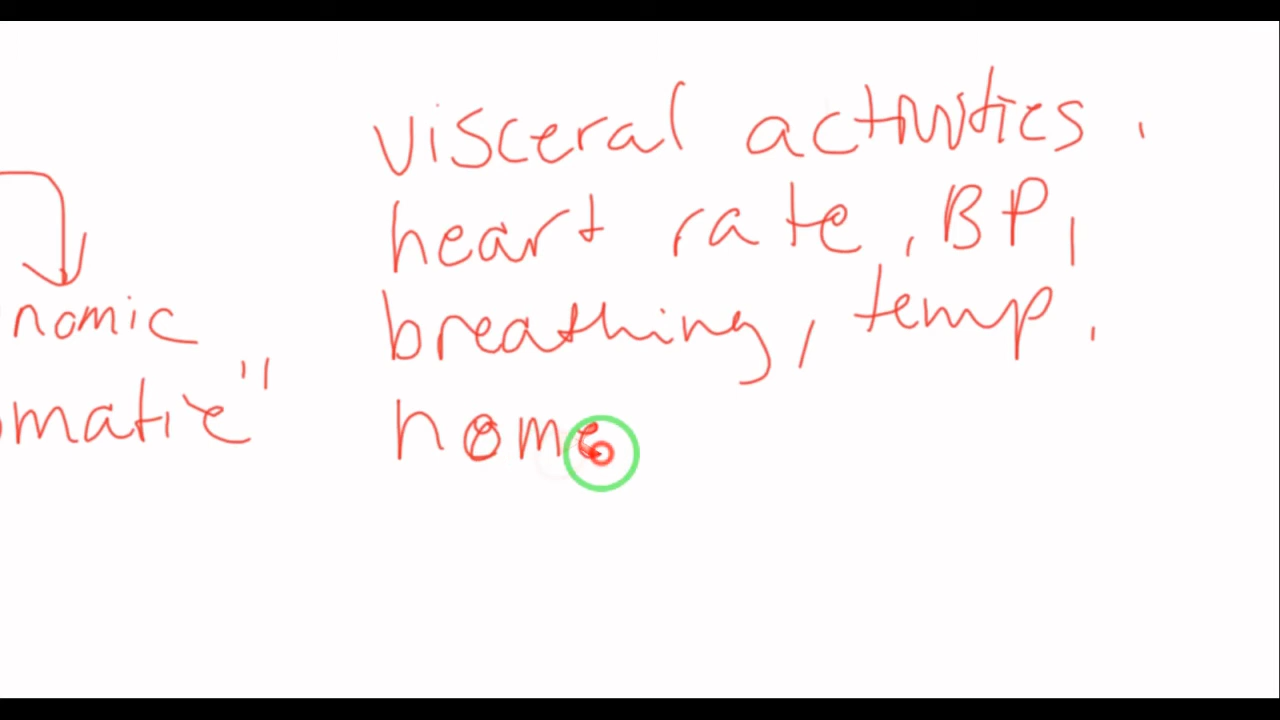 visceral activities.
heart rate, BP,
nomic
breathing, temp.
omatic"
home